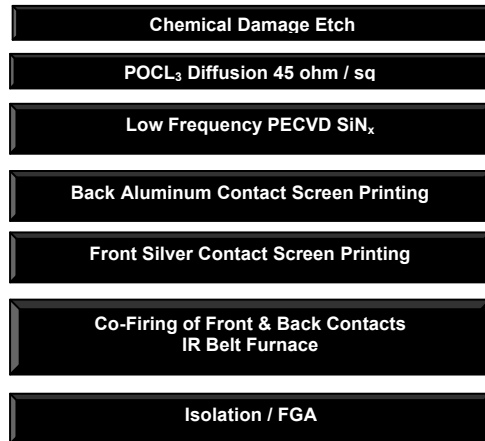 Chemical Damage Etch
POCL₃ Diffusion 45 ohm / sq
Low Frequency PECVD SiNₓ
Back Aluminum Contact Screen Printing
Front Silver Contact Screen Printing
Co-Firing of Front & Back Contacts
IR Belt Furnace
Isolation / FGA